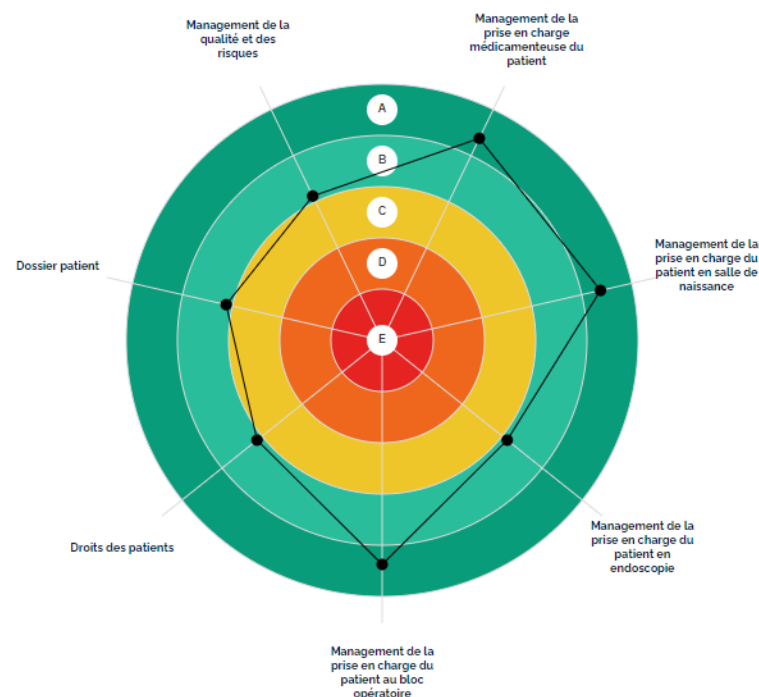 Management de la
qualité et des
risques
Management de la
prise en charge
médicamenteuse du
patient
A
B
C
D
E
Dossier patient
Management de la
prise en charge du
patient en salle de
naissance
Droits des patients
Management de la
prise en charge du
patient en
endoscopie
Management de la
prise en charge du
patient au bloc
opératoire